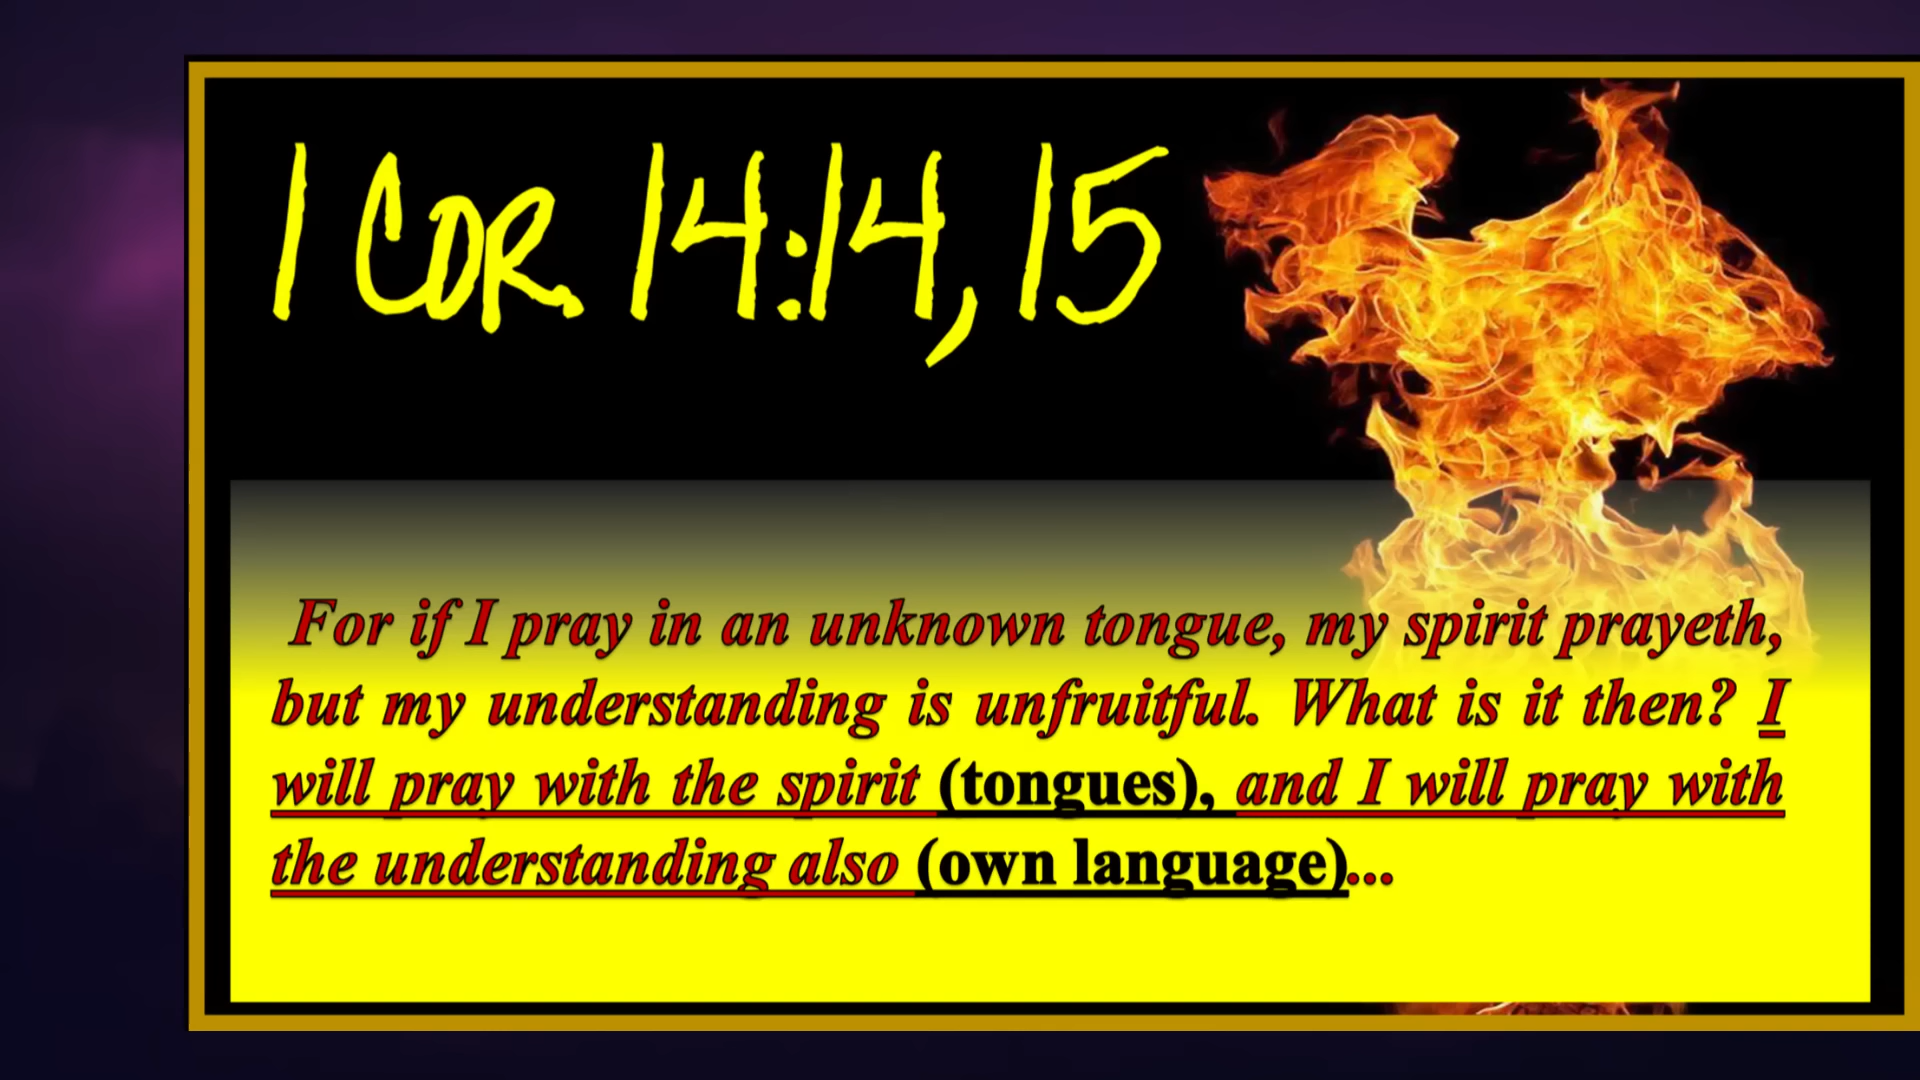 1 COR. 14:14, 15
For if I pray in an unknown tongue, my spirit prayeth,
but my understanding is unfruitful. What is it then? I
will pray with the spirit (tongues), and I will pray with
the understanding also (own language)...